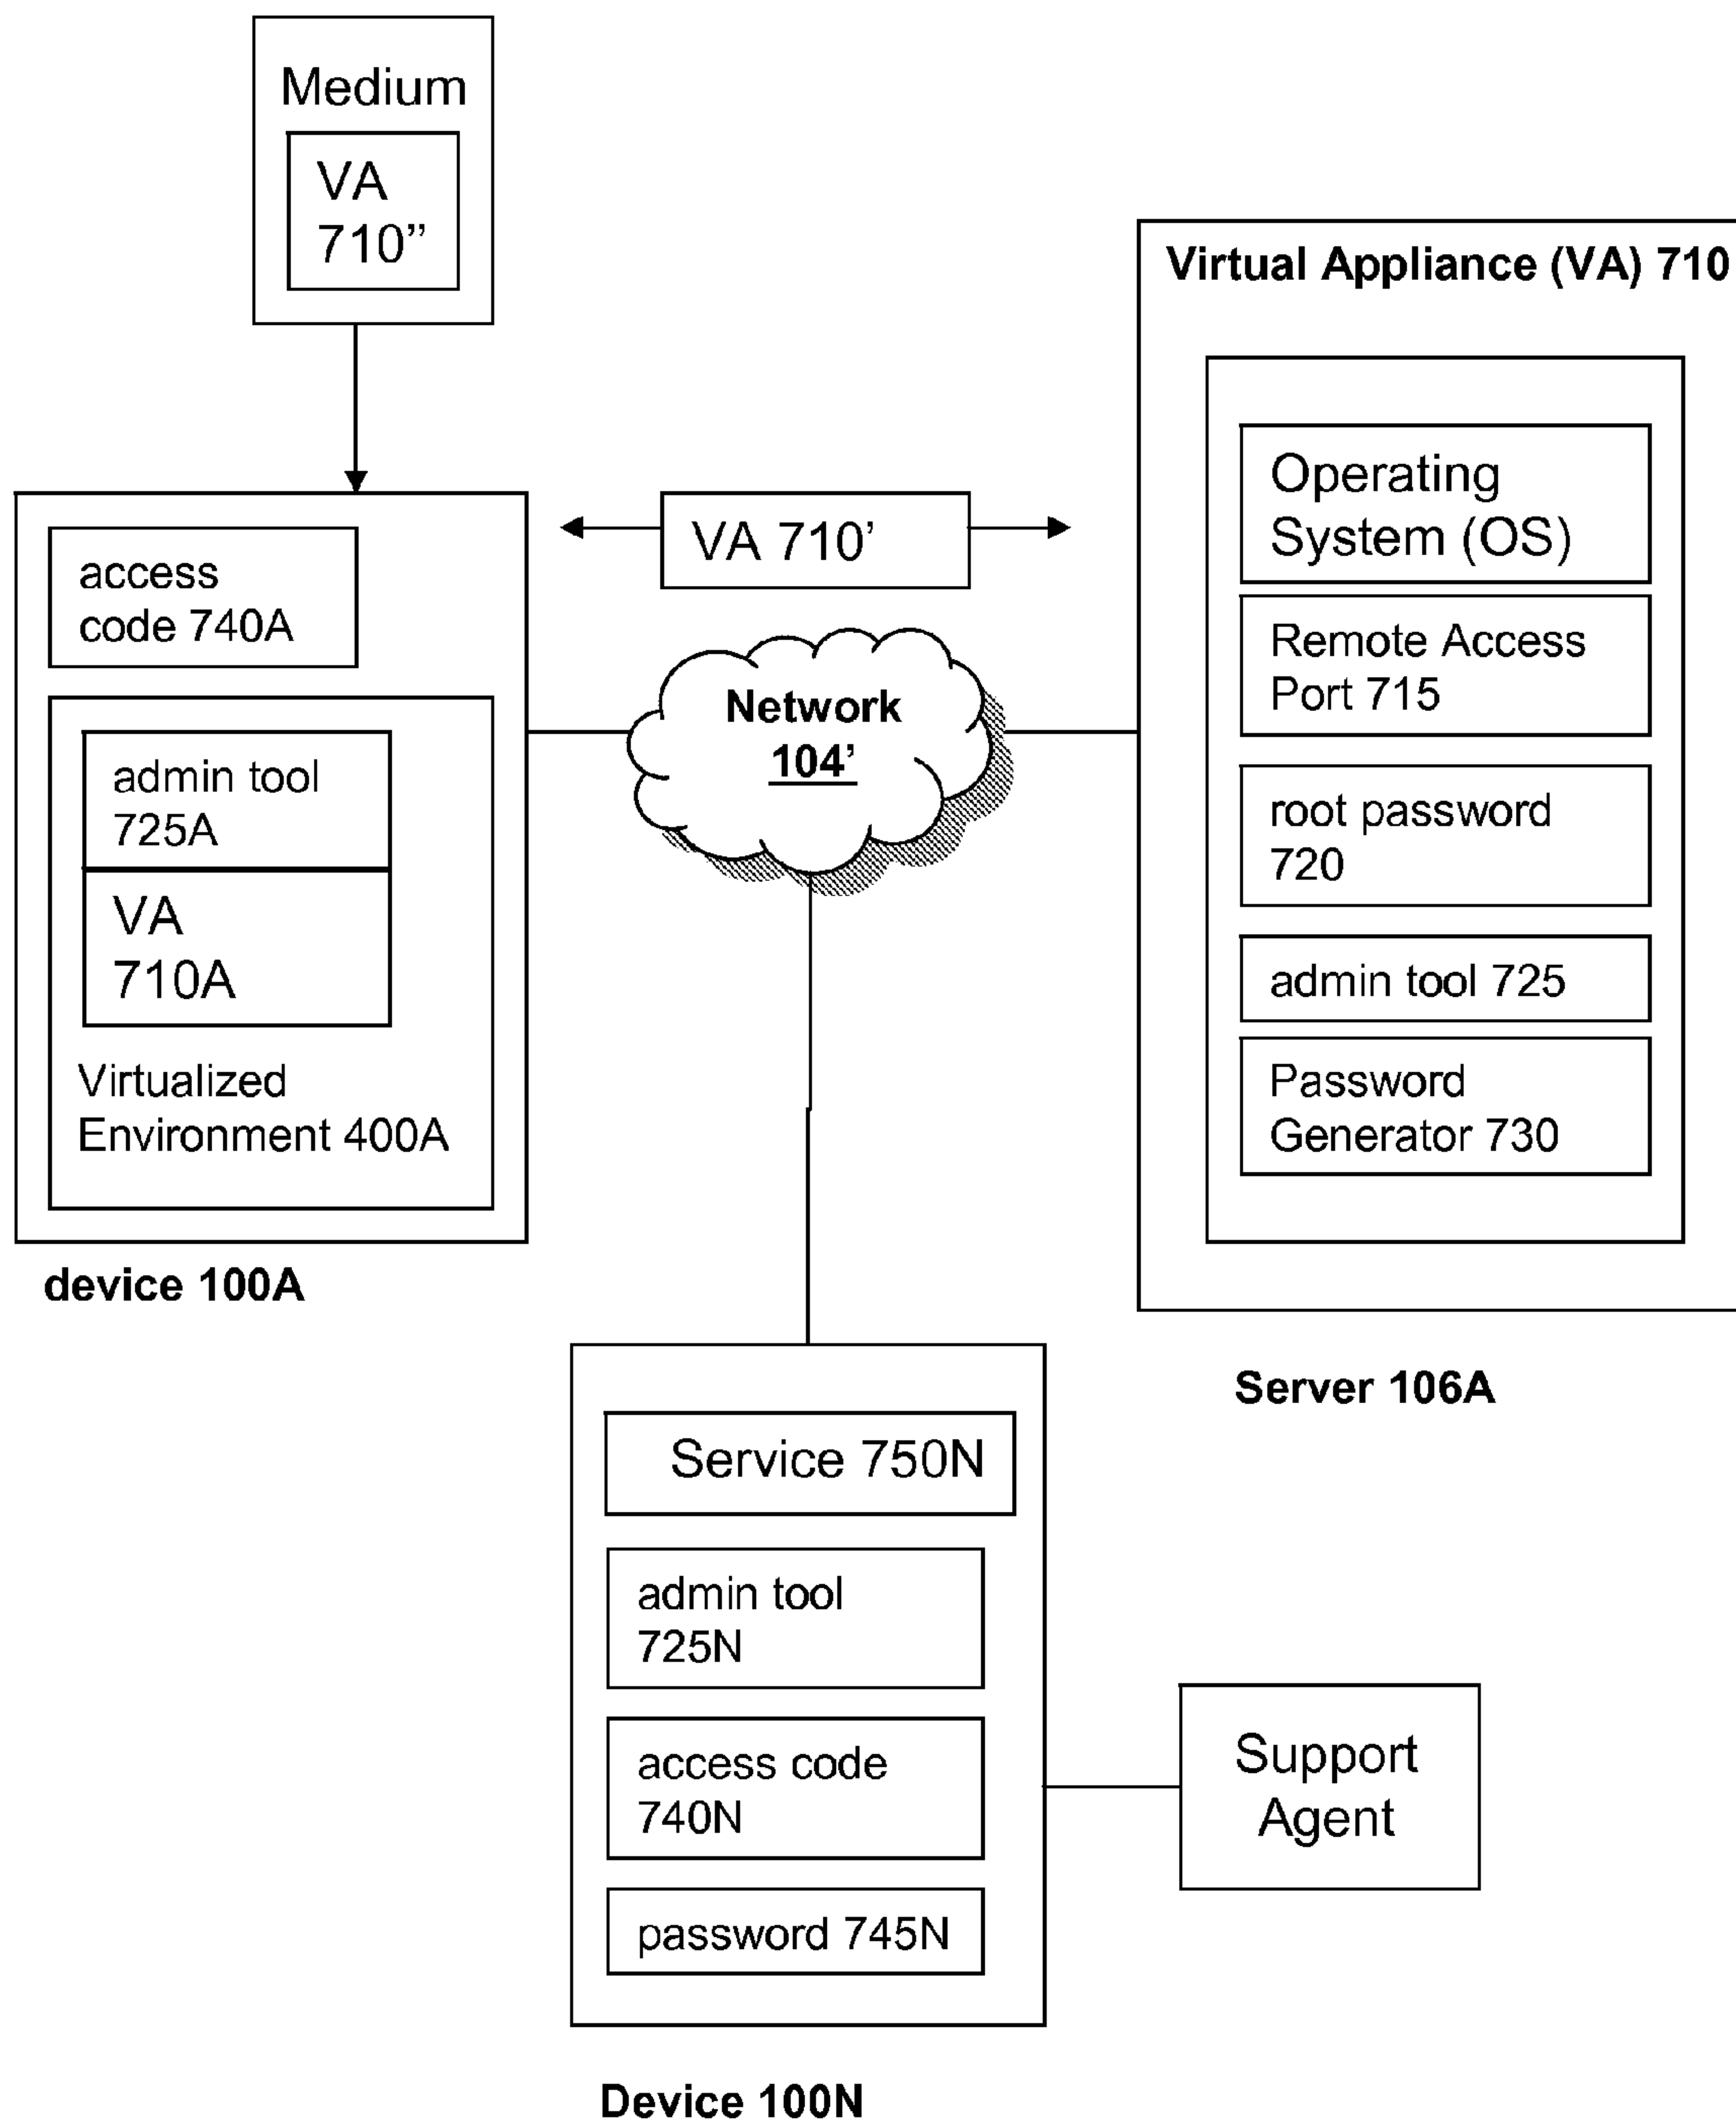 Medium
VA
710”
Virtual Appliance (VA) 710
Operating
System (OS)
Remote Access
Port 715
root password
720
admin tool 725
Password
Generator 730
Server 106A
VA 710’
Network
104’
access
code 740A
admin tool
725A
VA
710A
Virtualized
Environment 400A
device 100A
Service 750N
admin tool
725N
access code
740N
password 745N
Device 100N
Support
Agent